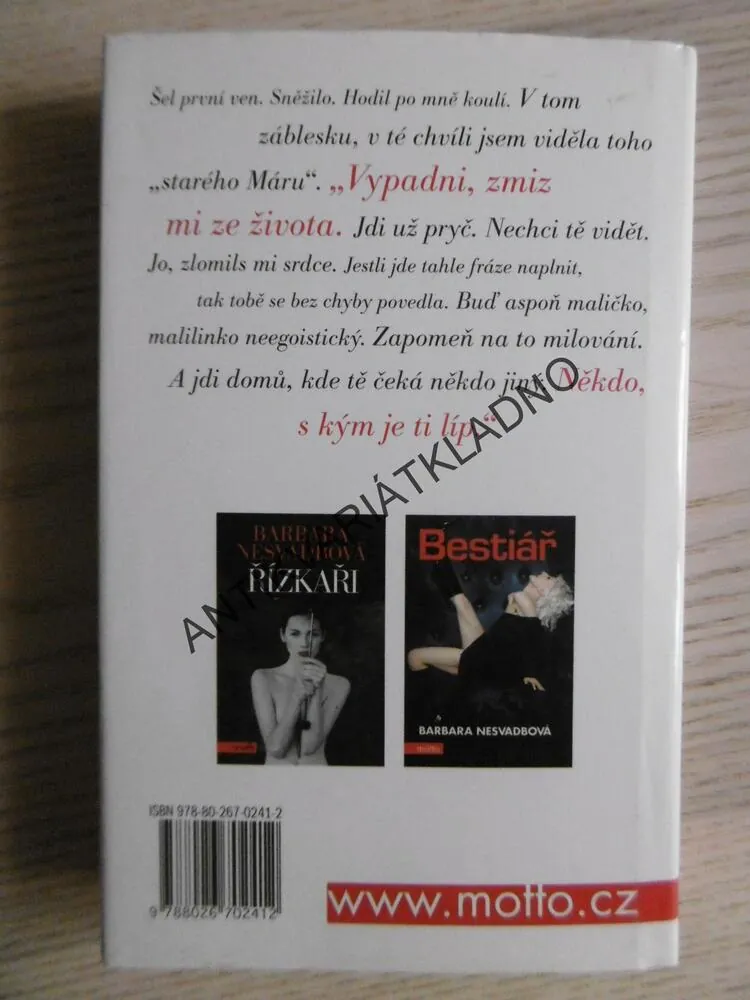 Šel první ven. Sněžilo. Hodil po mně koulí. V tom
záblesku, v té chvíli jsem viděla toho
„starého Máru“. „Vypadni, zmiz
mi ze života. Jdi už pryč. Nechci tě vidět.
Jo, zlomils mi srdce. Jestli jde tahle fráze naplnit,
tak tobě se bez chyby povedla. Buď aspoň maličko,
malilinko neegoistický. Zapomeň na to milování.
A jdi domů, kde tě čeká někdo jiný. Někdo,
s kým je ti líp.“
ANTIKVARIÁTKLADNO
BARBARA
NESVADBOVÁ
ŘÍZKAŘI
motto
Bestiář
BARBARA NESVADBOVÁ
motto
ISBN 978-80-267-0241-2
9 788026 702412
www.motto.cz